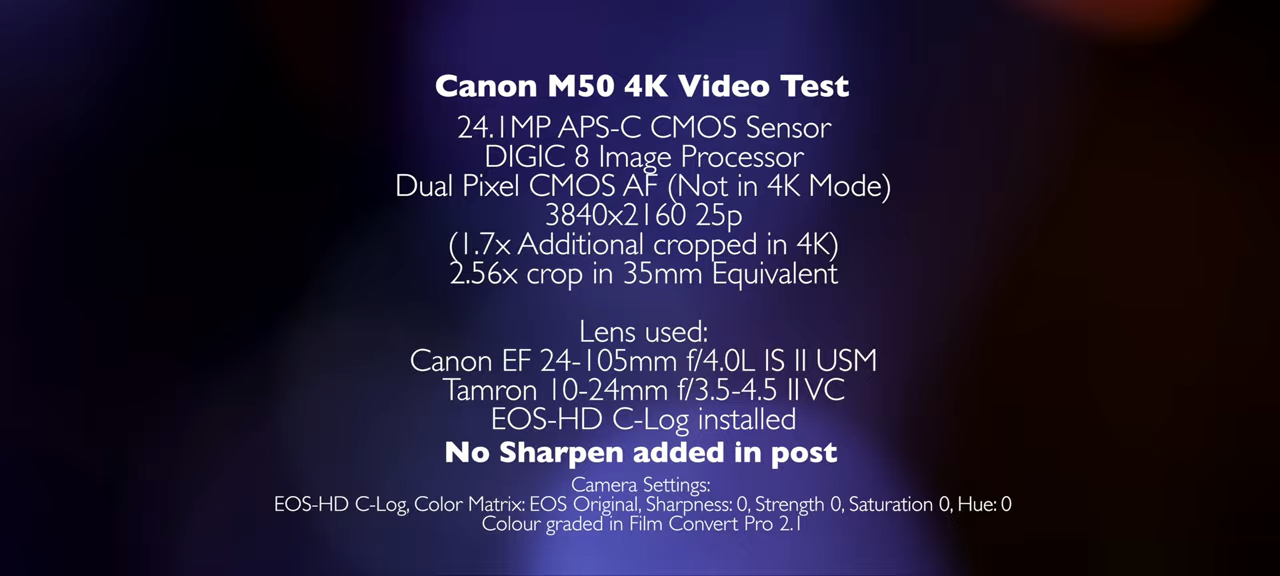 Canon M50 4K Video Test
24.1MP APS-C CMOS Sensor
DIGIC 8 Image Processor
Dual Pixel CMOS AF (Not in 4K Mode)
3840x2160 25p
(1.7x Additional cropped in 4K)
2.56x crop in 35mm Equivalent
Lens used:
Canon EF 24-105mm f/4.0L IS II USM
Tamron 10-24mm f/3.5-4.5 II VC
EOS-HD C-Log installed
No Sharpen added in post
Camera Settings:
EOS-HD C-Log, Color Matrix: EOS Original, Sharpness: 0, Strength 0, Saturation 0, Hue: 0
Colour graded in Film Convert Pro 2.1